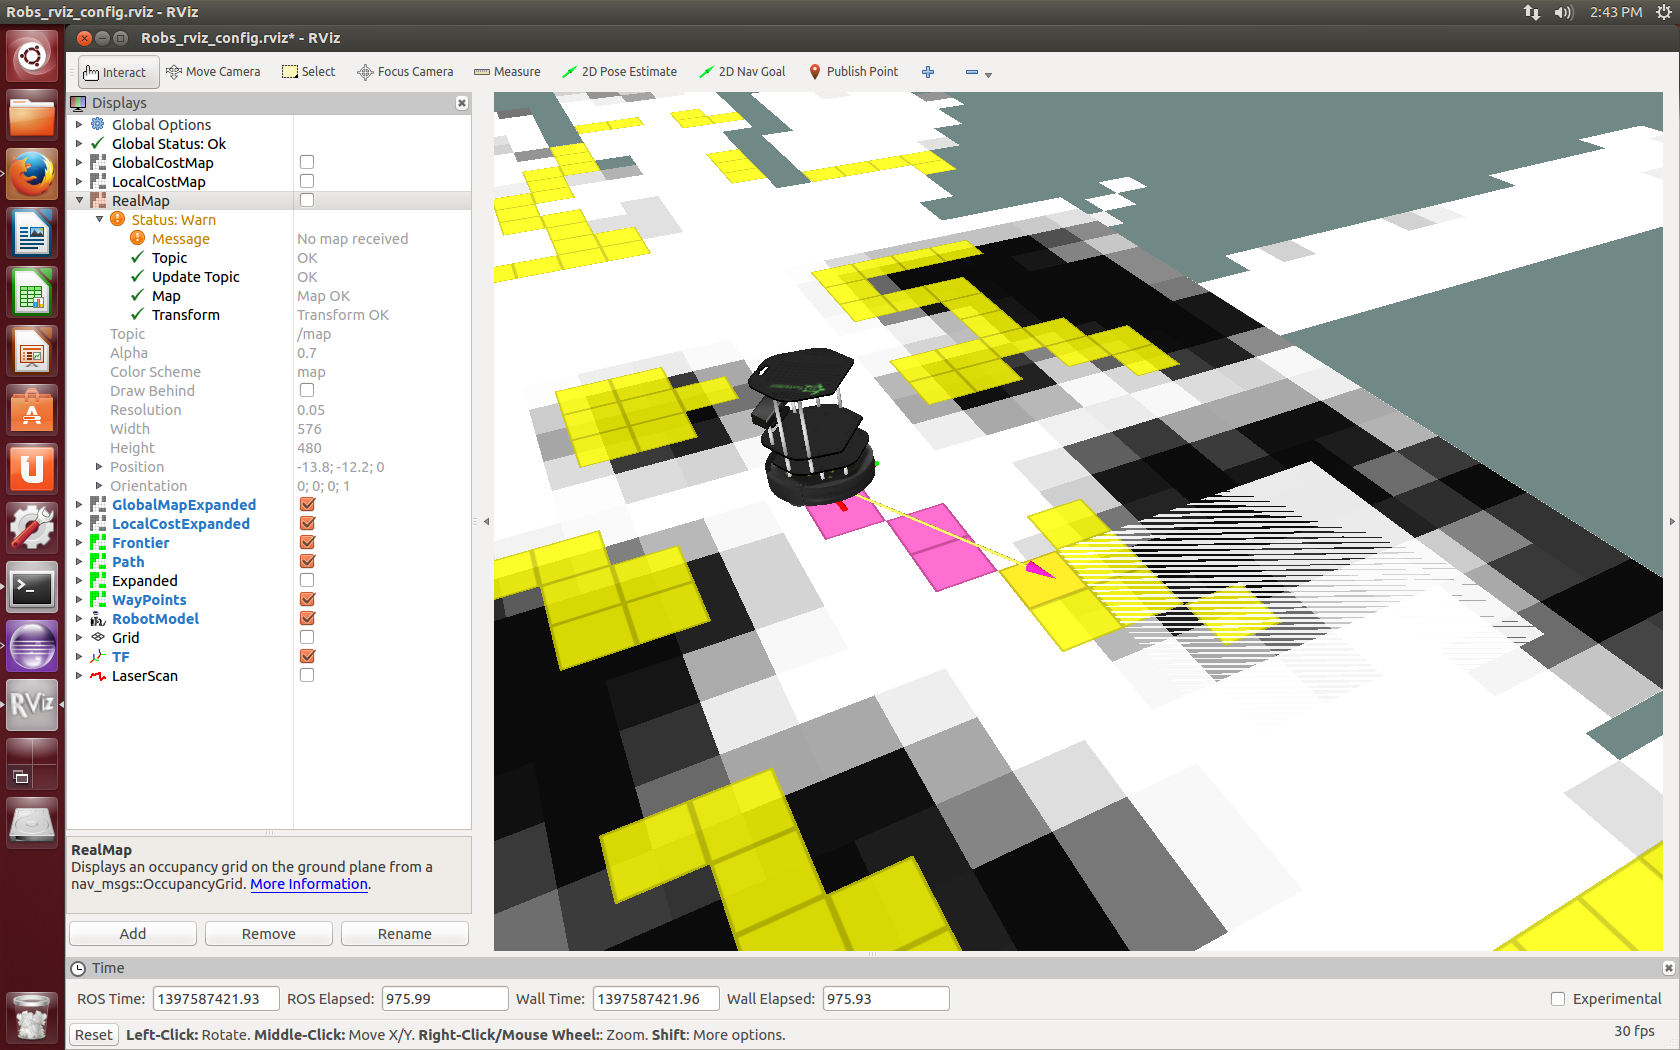 Robs_rviz_config.rviz - RViz
2:43 PM
Robs_rviz_config.rviz* - RViz
Interact Move Camera Select Focus Camera Measure 2D Pose Estimate 2D Nav Goal Publish Point
Displays
Global Options
Global Status: Ok
GlobalCostMap
LocalCostMap
RealMap
Status: Warn
Message No map received
Topic OK
Update Topic OK
Map Map OK
Transform Transform OK
Topic /map
Alpha 0.7
Color Scheme map
Draw Behind
Resolution 0.05
Width 576
Height 480
Position -13.8; -12.2; 0
Orientation 0; 0; 0; 1
GlobalMapExpanded
LocalCostExpanded
Frontier
Path
Expanded
WayPoints
RobotModel
Grid
TF
LaserScan
RViz
RealMap
Displays an occupancy grid on the ground plane from a
nav_msgs::OccupancyGrid. More Information.
Add Remove Rename
Time
ROS Time: 1397587421.93 ROS Elapsed: 975.99 Wall Time: 1397587421.96 Wall Elapsed: 975.93 Experimental
Reset Left-Click: Rotate. Middle-Click: Move X/Y. Right-Click/Mouse Wheel:: Zoom. Shift: More options. 30 fps